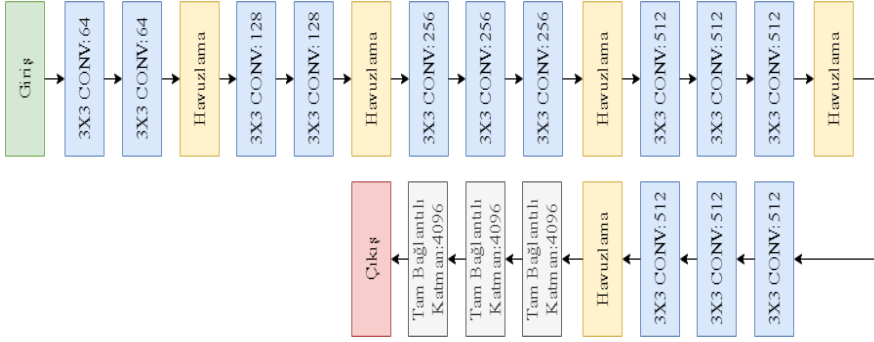 Giriş
3X3 CONV: 64
3X3 CONV: 64
Havuzlama
3X3 CONV: 128
3X3 CONV: 128
Havuzlama
3X3 CONV: 256
3X3 CONV: 256
3X3 CONV: 256
Havuzlama
3X3 CONV: 512
3X3 CONV: 512
3X3 CONV: 512
Havuzlama
3X3 CONV: 512
3X3 CONV: 512
3X3 CONV: 512
Havuzlama
Tam Bağlantılı
Katman:4096
Tam Bağlantılı
Katman:4096
Tam Bağlantılı
Katman:4096
Çıkış